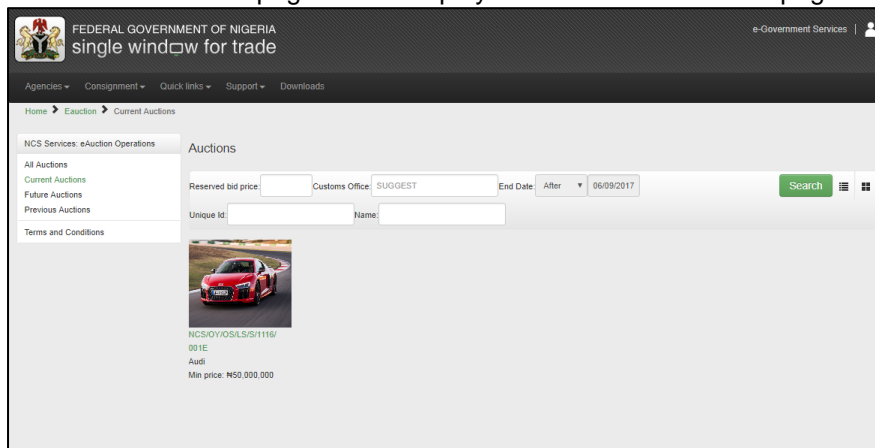 FEDERAL GOVERNMENT OF NIGERIA
single window for trade
e-Government Services |
Agencies Consignment Quick links Support Downloads
Home Eauction Current Auctions
NCS Services: eAuction Operations
All Auctions
Current Auctions
Future Auctions
Previous Auctions
Terms and Conditions
Auctions
Reserved bid price: Customs Office: SUGGEST End Date: After 06/09/2017 Search
Unique Id: Name:
NCS/OY/OS/LS/S/1116/
001E
Audi
Min price: ₦50,000,000